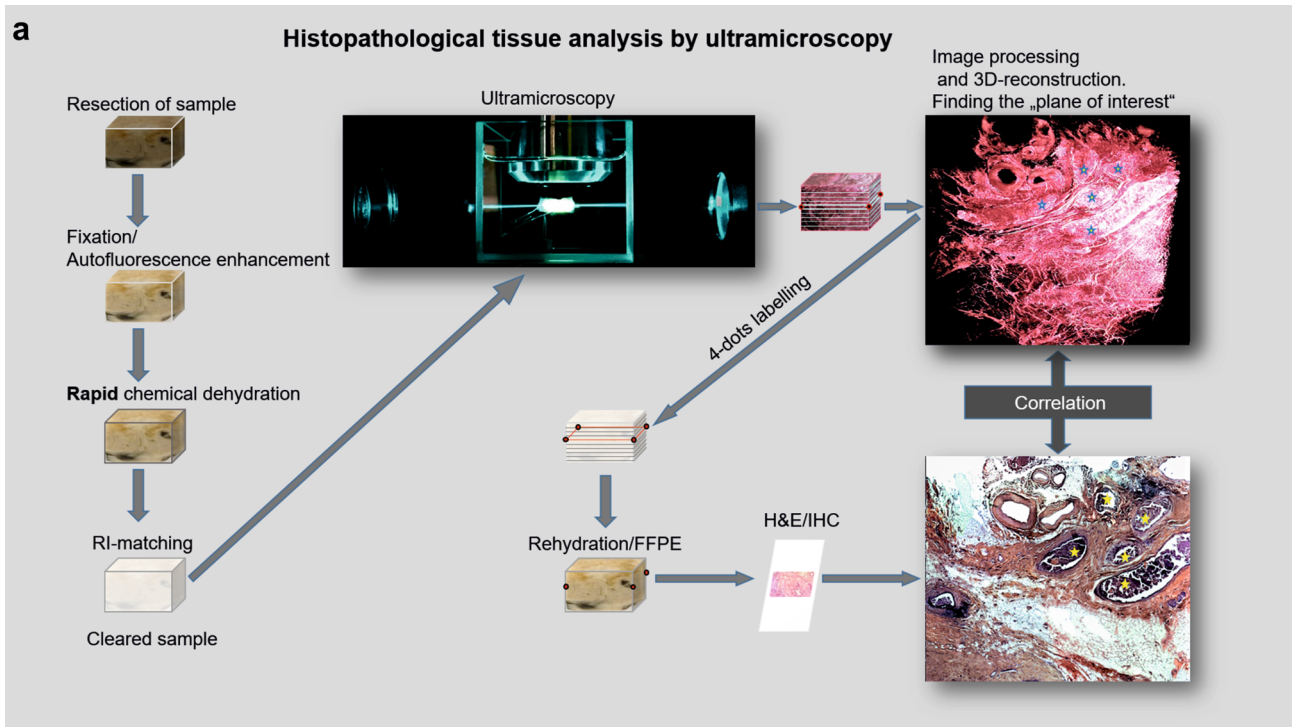 a
Histopathological tissue analysis by ultramicroscopy
Resection of sample
Fixation/
Autofluorescence enhancement
Rapid chemical dehydration
RI-matching
Cleared sample
Ultramicroscopy
Image processing
and 3D-reconstruction.
Finding the „plane of interest“
4-dots labelling
Rehydration/FFPE
H&E/IHC
Correlation